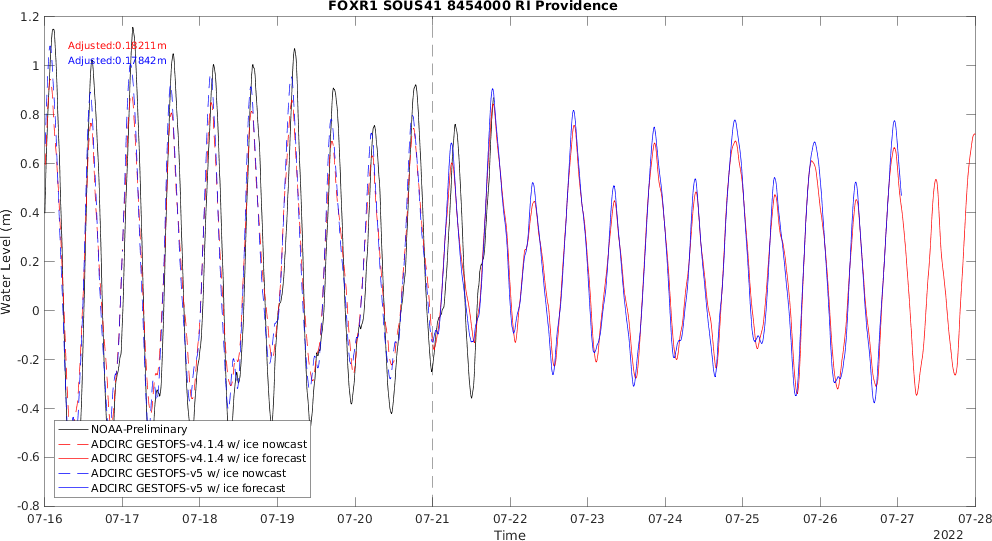 FOXR1 SOUS41 8454000 RI Providence
Adjusted:0.18211m
Adjusted:0.17842m
Water Level (m)
1.2
1
0.8
0.6
0.4
0.2
0
-0.2
-0.4
-0.6
-0.8
NOAA-Preliminary
ADCIRC GESTOFS-v4.1.4 w/ ice nowcast
ADCIRC GESTOFS-v4.1.4 w/ ice forecast
ADCIRC GESTOFS-v5 w/ ice nowcast
ADCIRC GESTOFS-v5 w/ ice forecast
07-16 07-17 07-18 07-19 07-20 07-21 07-22 07-23 07-24 07-25 07-26 07-27 07-28
Time
2022